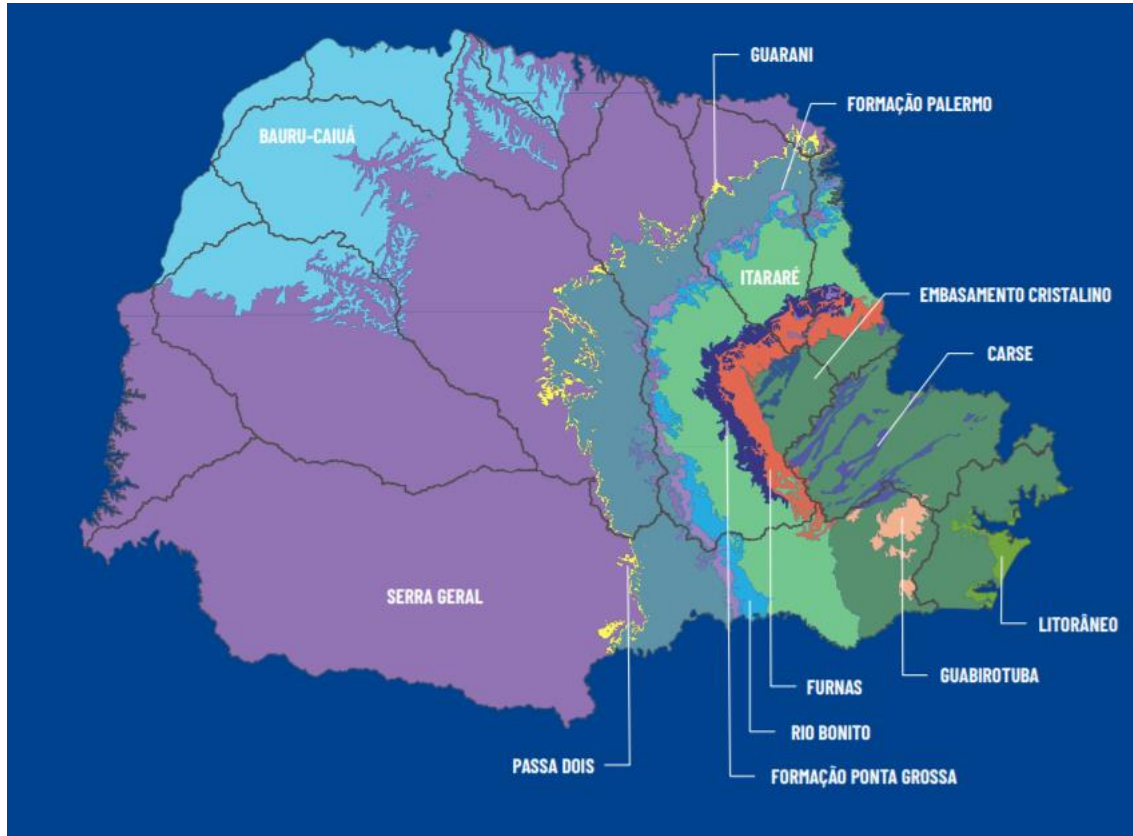 GUARANI
FORMAÇÃO PALERMO
BAURU-CAIUÁ
ITARARÉ
EMBASAMENTO CRISTALINO
CARSE
SERRA GERAL
LITORÂNEO
GUABIROTUBA
FURNAS
RIO BONITO
PASSA DOIS
FORMAÇÃO PONTA GROSSA